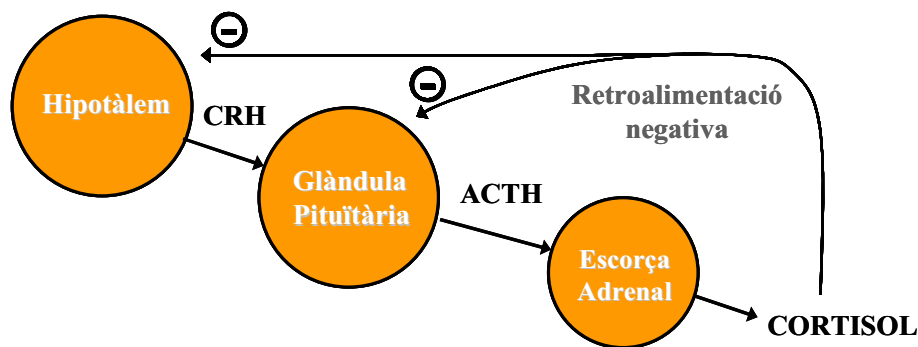 −
−
Hipotàlem
CRH
Retroalimentació
negativa
Glàndula
Pituïtària
ACTH
Escorça
Adrenal
CORTISOL